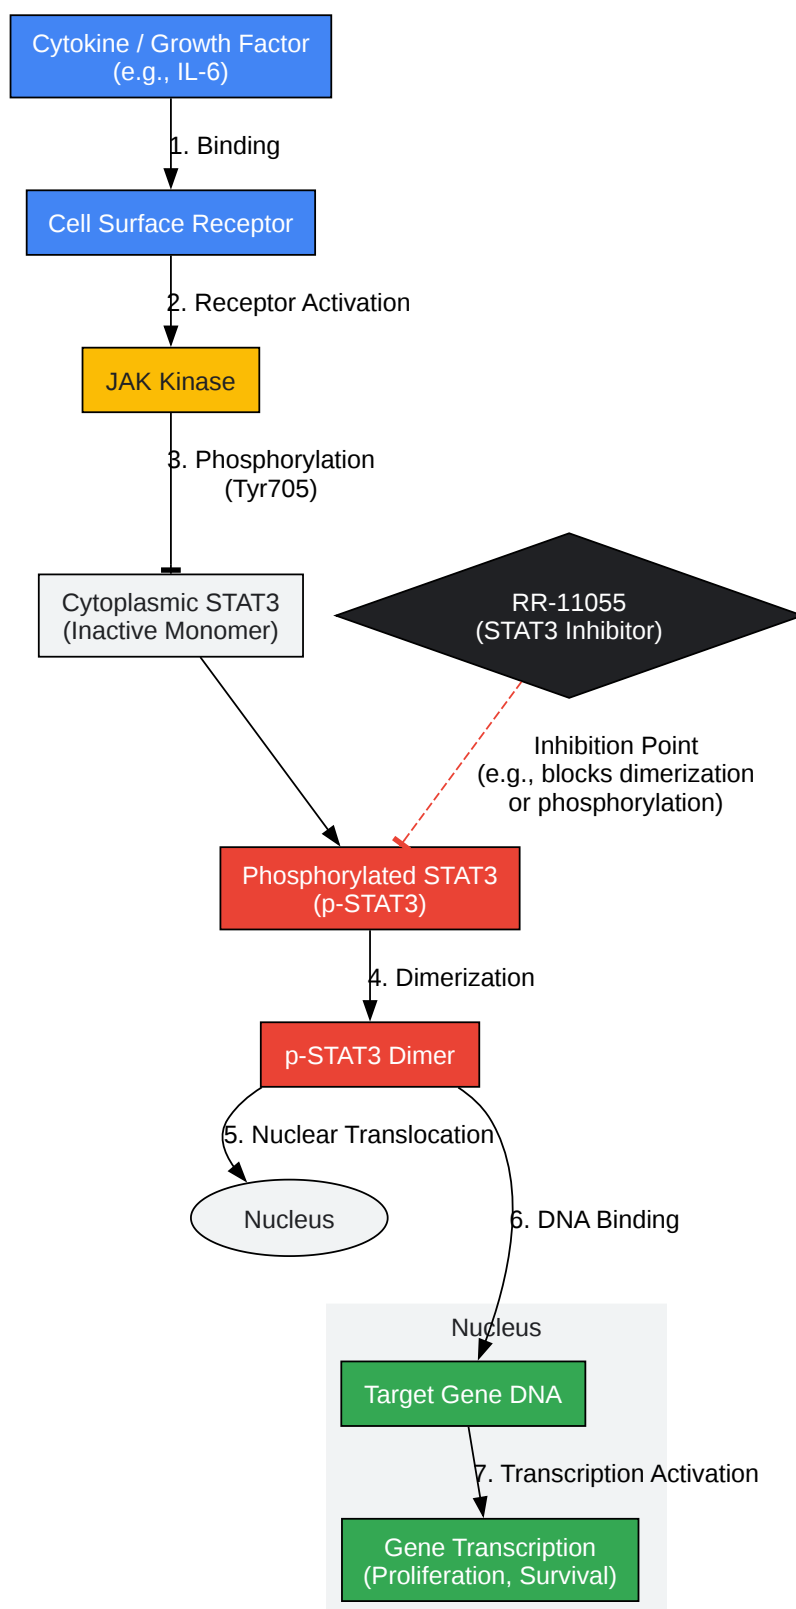 Cytokine / Growth Factor
(e.g., IL-6)
1. Binding
Cell Surface Receptor
2. Receptor Activation
JAK Kinase
3. Phosphorylation
(Tyr705)
Cytoplasmic STAT3
(Inactive Monomer)
RR-11055
(STAT3 Inhibitor)
Inhibition Point
(e.g., blocks dimerization
or phosphorylation)
Phosphorylated STAT3
(p-STAT3)
4. Dimerization
p-STAT3 Dimer
5. Nuclear Translocation
Nucleus
6. DNA Binding
Nucleus
Target Gene DNA
7. Transcription Activation
Gene Transcription
(Proliferation, Survival)